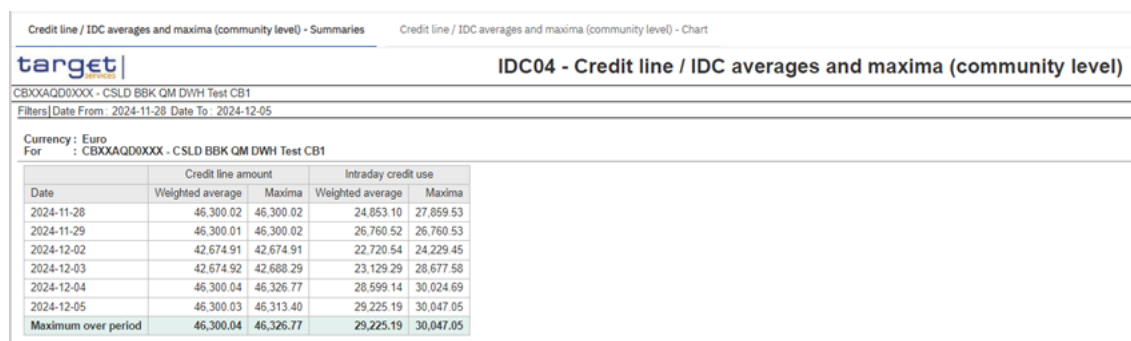 Credit line / IDC averages and maxima (community level) - Summaries Credit line / IDC averages and maxima (community level) - Chart
target
services
IDC04 - Credit line / IDC averages and maxima (community level)
CBXXAQD0XXX - CSLD BBK QM DWH Test CB1
Filters| Date From : 2024-11-28 Date To : 2024-12-05
Currency : Euro
For : CBXXAQD0XXX - CSLD BBK QM DWH Test CB1
Credit line amount Intraday credit use
Date Weighted average Maxima Weighted average Maxima
2024-11-28 46,300.02 46,300.02 24,853.10 27,859.53
2024-11-29 46,300.01 46,300.02 26,760.52 26,760.53
2024-12-02 42,674.91 42,674.91 22,720.54 24,229.45
2024-12-03 42,674.92 42,688.29 23,129.29 28,677.58
2024-12-04 46,300.04 46,326.77 28,599.14 30,024.69
2024-12-05 46,300.03 46,313.40 29,225.19 30,047.05
Maximum over period 46,300.04 46,326.77 29,225.19 30,047.05